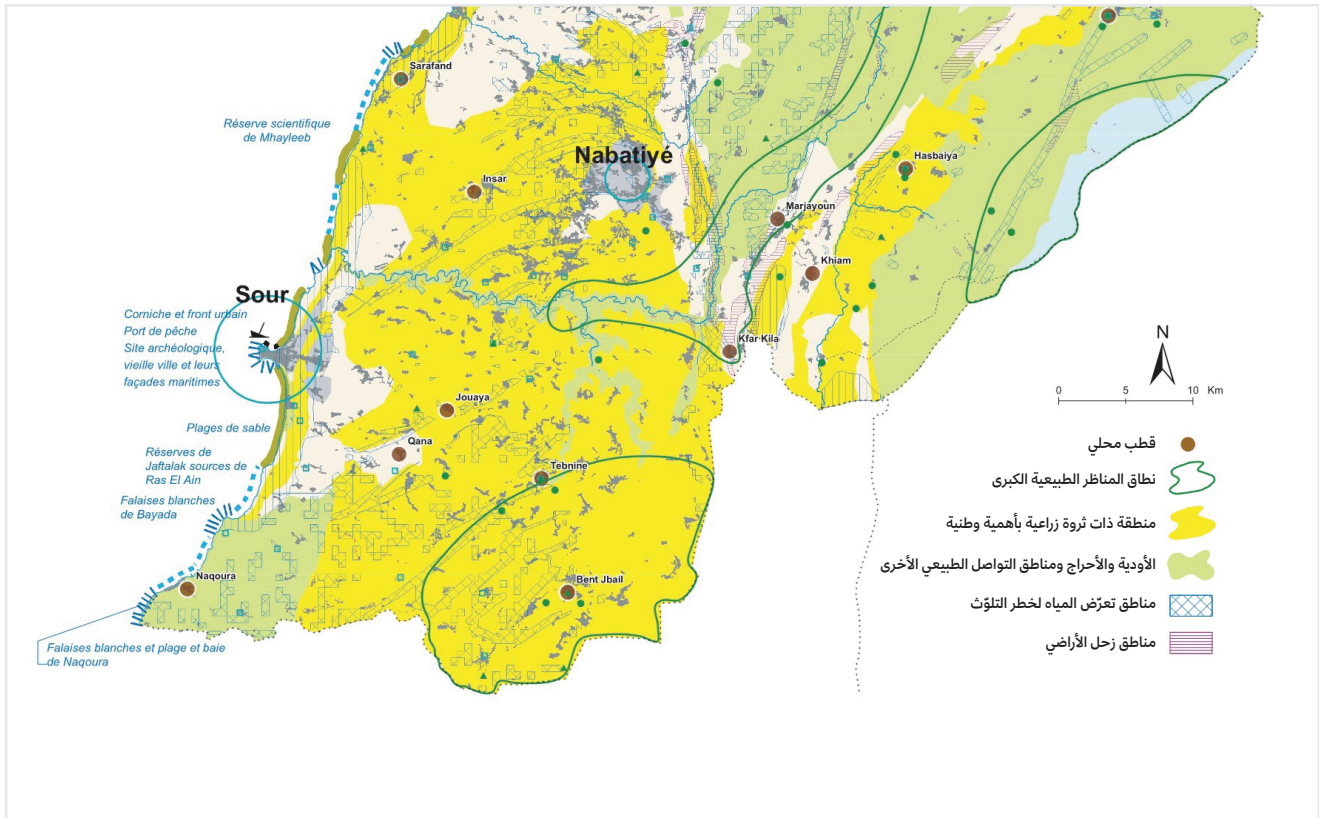 Sarafand
Réserve scientifique
de Mhayleeb
Nabatiyé
Insar
Hasbaiya
Marjayoun
Khiam
Sour
Corniche et front urbain
Port de pêche
Site archéologique,
vieille ville et leurs
façades maritimes
Kfar Kila
N
0 5 10 Km
Jouaya
Plages de sable
Qana
Réserves de
Jaftalak sources de
Ras El Ain
Tebnine
Falaises blanches
de Bayada
Naqoura
Bent Jbail
Falaises blanches et plage et baie
de Naqoura
قطب محلي
نطاق المناظر الطبيعية الكبرى
منطقة ذات ثروة زراعية بأهمية وطنية
الأودية والأحراج ومناطق التواصل الطبيعي الأخرى
مناطق تعرّض المياه لخطر التلوّث
مناطق زحل الأراضي